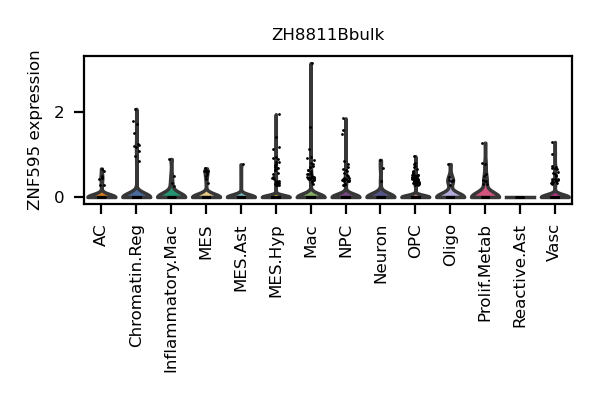 ZH8811Bbulk
ZNF595 expression
2
0
AC
Chromatin.Reg
Inflammatory.Mac
MES
MES.Ast
MES.Hyp
Mac
NPC
Neuron
OPC
Oligo
Prolif.Metab
Reactive.Ast
Vasc